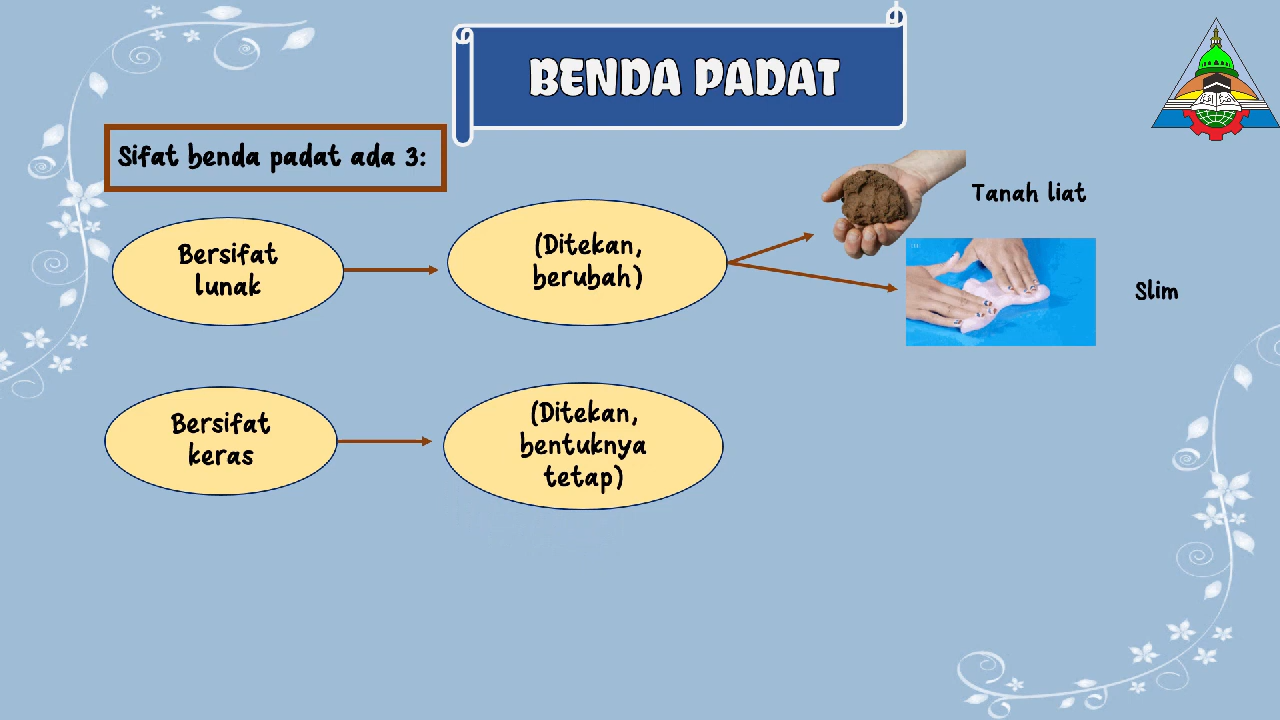 BENDA PADAT
Sifat benda padat ada 3:
Bersifat
lunak
(Ditekan,
berubah)
Tanah liat
Slim
Bersifat
keras
(Ditekan,
bentuknya
tetap)